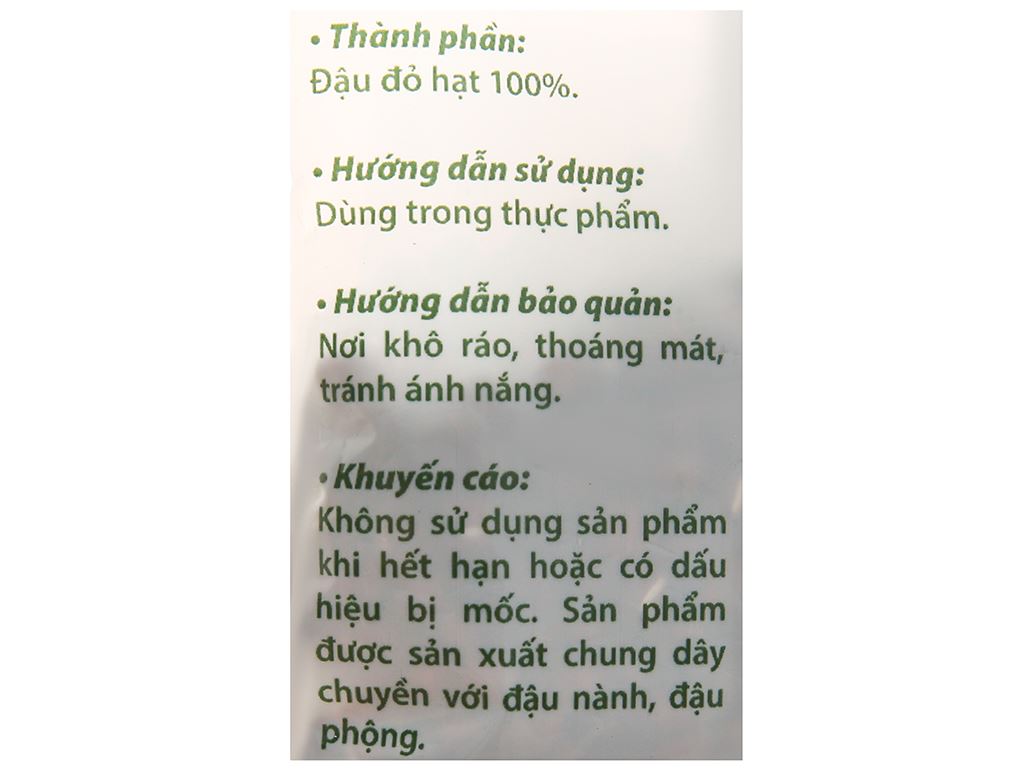 • Thành phần:
Đậu đỏ hạt 100%.
• Hướng dẫn sử dụng:
Dùng trong thực phẩm.
• Hướng dẫn bảo quản:
Nơi khô ráo, thoáng mát,
tránh ánh nắng.
• Khuyến cáo:
Không sử dụng sản phẩm
khi hết hạn hoặc có dấu
hiệu bị mốc. Sản phẩm
được sản xuất chung dây
chuyền với đậu nành, đậu
phộng.